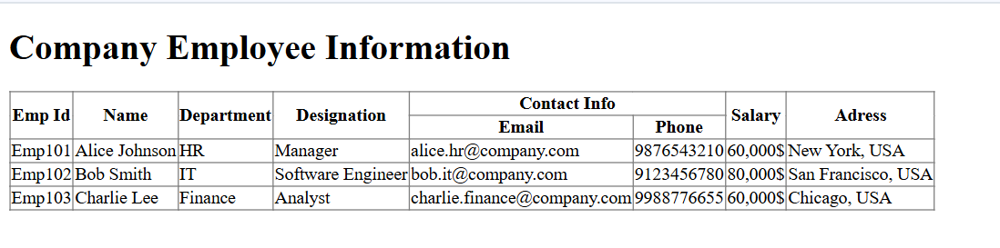 Company Employee Information
Emp Id Name Department Designation Contact Info Salary Adress
Email Phone
Emp101 Alice Johnson HR Manager alice.hr@company.com 9876543210 60,000$ New York, USA
Emp102 Bob Smith IT Software Engineer bob.it@company.com 9123456780 80,000$ San Francisco, USA
Emp103 Charlie Lee Finance Analyst charlie.finance@company.com 9988776655 60,000$ Chicago, USA